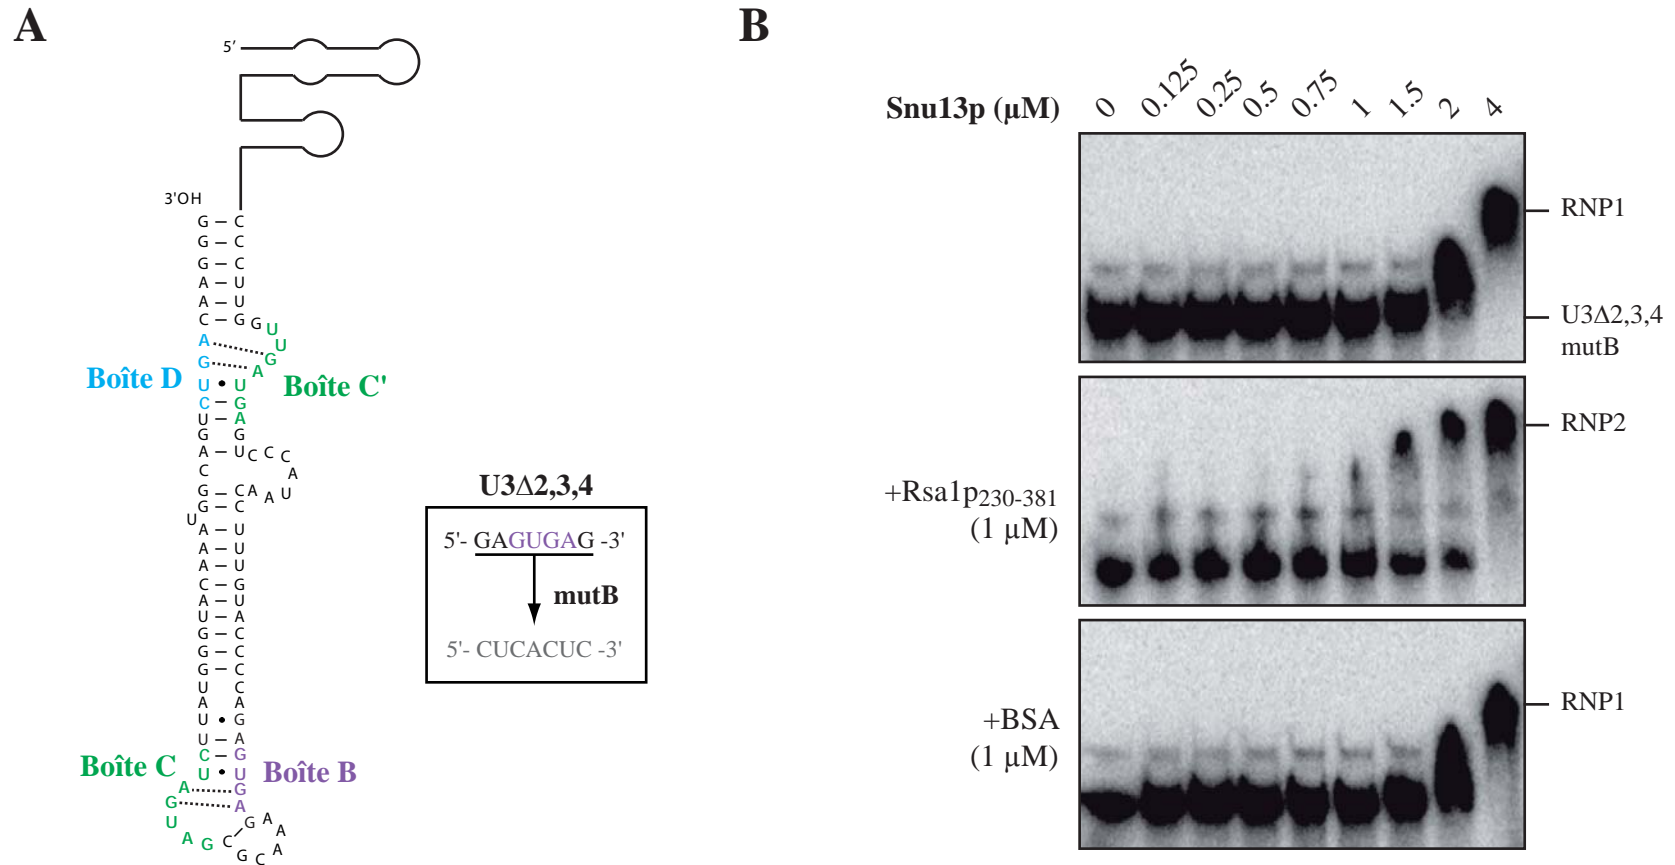 A
5'
3'OH
G – C
G – C
G – C
A – U
A – U
C – G G U
A U
G G
U • U A
C – G
U A
G G
A U C C C
C A
G – C A A U
G – C A
U
A – U
A – U
A – U
C – G
A – U
U – A
G – C
G – C
G – C
U C
A A
U • G
U A
C – G
U • U
A G
G A
U G A
A G C A
G C A
Boîte D
Boîte C'
Boîte C
Boîte B
U3Δ2,3,4
5'- GAGUGAG -3'
mutB
5'- CUCACUC -3'
B
Snu13p (µM) 0 0.125 0.25 0.5 0.75 1 1.5 2 4
RNP1
U3Δ2,3,4
mutB
+Rsa1p230-381
(1 µM)
RNP2
+BSA
(1 µM)
RNP1